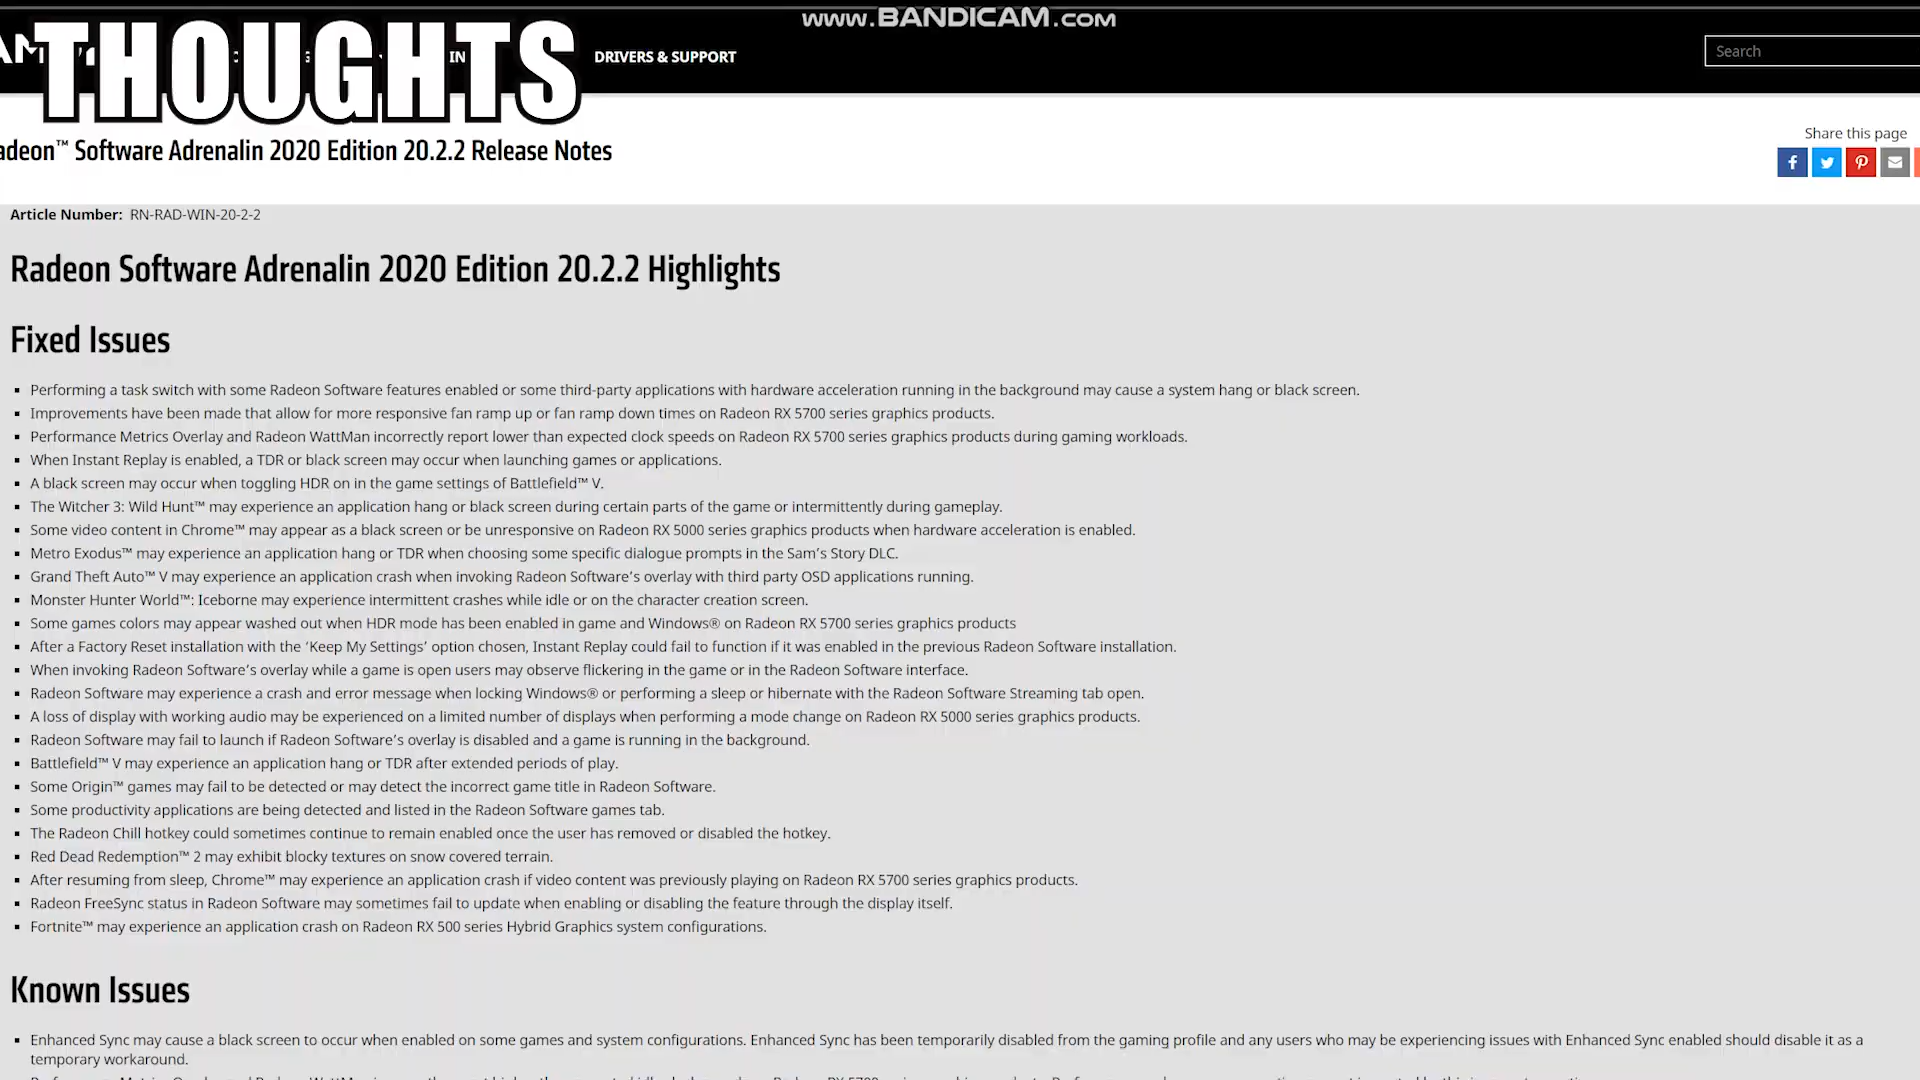 www.BANDICAM.com
THOUGHTS
DRIVERS & SUPPORT
Search
Share this page
adeon™ Software Adrenalin 2020 Edition 20.2.2 Release Notes
Article Number: RN-RAD-WIN-20-2-2
Radeon Software Adrenalin 2020 Edition 20.2.2 Highlights
Fixed Issues
▪ Performing a task switch with some Radeon Software features enabled or some third-party applications with hardware acceleration running in the background may cause a system hang or black screen.
▪ Improvements have been made that allow for more responsive fan ramp up or fan ramp down times on Radeon RX 5700 series graphics products.
▪ Performance Metrics Overlay and Radeon WattMan incorrectly report lower than expected clock speeds on Radeon RX 5700 series graphics products during gaming workloads.
▪ When Instant Replay is enabled, a TDR or black screen may occur when launching games or applications.
▪ A black screen may occur when toggling HDR on in the game settings of Battlefield™ V.
▪ The Witcher 3: Wild Hunt™ may experience an application hang or black screen during certain parts of the game or intermittently during gameplay.
▪ Some video content in Chrome™ may appear as a black screen or be unresponsive on Radeon RX 5000 series graphics products when hardware acceleration is enabled.
▪ Metro Exodus™ may experience an application hang or TDR when choosing some specific dialogue prompts in the Sam’s Story DLC.
▪ Grand Theft Auto™ V may experience an application crash when invoking Radeon Software’s overlay with third party OSD applications running.
▪ Monster Hunter World™: Iceborne may experience intermittent crashes while idle or on the character creation screen.
▪ Some games colors may appear washed out when HDR mode has been enabled in game and Windows® on Radeon RX 5700 series graphics products
▪ After a Factory Reset installation with the ‘Keep My Settings’ option chosen, Instant Replay could fail to function if it was enabled in the previous Radeon Software installation.
▪ When invoking Radeon Software’s overlay while a game is open users may observe flickering in the game or in the Radeon Software interface.
▪ Radeon Software may experience a crash and error message when locking Windows® or performing a sleep or hibernate with the Radeon Software Streaming tab open.
▪ A loss of display with working audio may be experienced on a limited number of displays when performing a mode change on Radeon RX 5000 series graphics products.
▪ Radeon Software may fail to launch if Radeon Software’s overlay is disabled and a game is running in the background.
▪ Battlefield™ V may experience an application hang or TDR after extended periods of play.
▪ Some Origin™ games may fail to be detected or may detect the incorrect game title in Radeon Software.
▪ Some productivity applications are being detected and listed in the Radeon Software games tab.
▪ The Radeon Chill hotkey could sometimes continue to remain enabled once the user has removed or disabled the hotkey.
▪ Red Dead Redemption™ 2 may exhibit blocky textures on snow covered terrain.
▪ After resuming from sleep, Chrome™ may experience an application crash if video content was previously playing on Radeon RX 5700 series graphics products.
▪ Radeon FreeSync status in Radeon Software may sometimes fail to update when enabling or disabling the feature through the display itself.
▪ Fortnite™ may experience an application crash on Radeon RX 500 series Hybrid Graphics system configurations.
Known Issues
▪ Enhanced Sync may cause a black screen to occur when enabled on some games and system configurations. Enhanced Sync has been temporarily disabled from the gaming profile and any users who may be experiencing issues with Enhanced Sync enabled should disable it as a
temporary workaround.